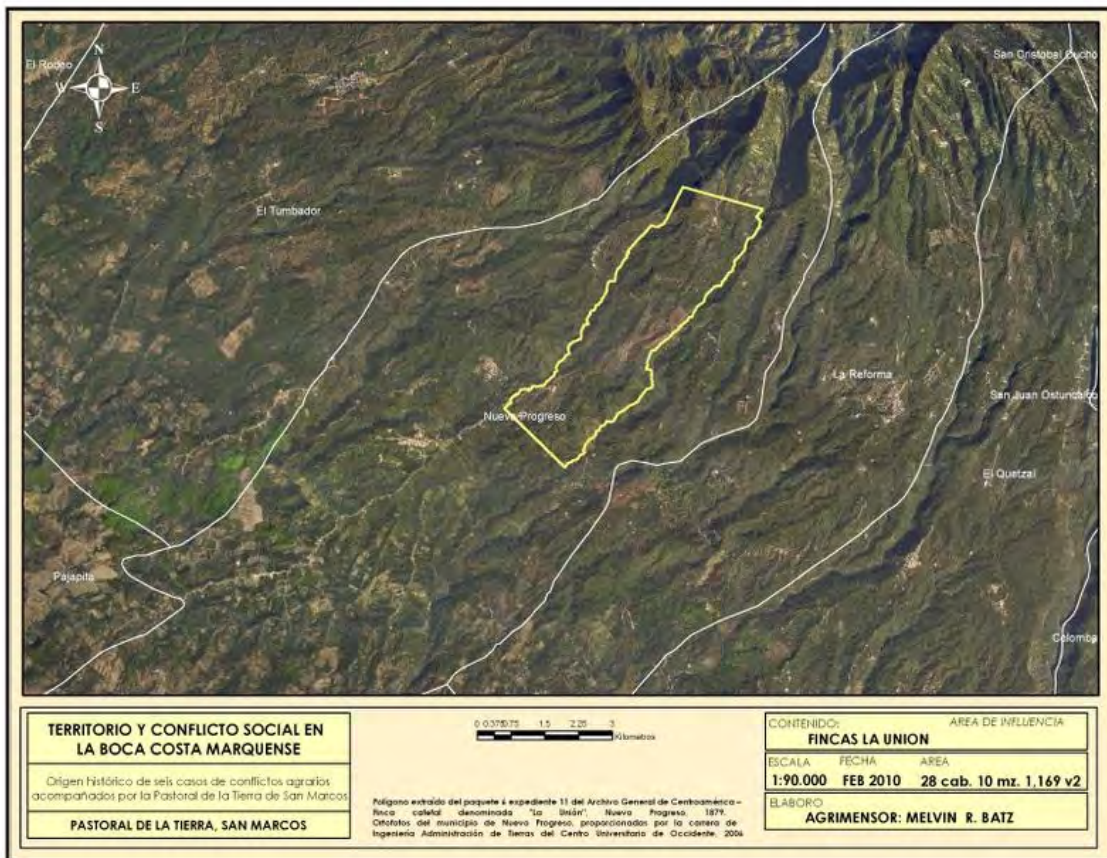 El Rodeo
N
W
E
S
San Cristobal Cucho
El Tumbador
La Reforma
San Juan Ostuncalco
Nuevo Progreso
El Quetzal
Pajapita
Colomba
TERRITORIO Y CONFLICTO SOCIAL EN
LA BOCA COSTA MARQUENSE
Origen histórico de seis casos de conflictos agrarios
acompañados por la Pastoral de la Tierra de San Marcos
PASTORAL DE LA TIERRA, SAN MARCOS
0 0.375 0.75 1.5 2.25 3
Kilometros
Polígono extraído del paquete 6 expediente 11 del Archivo General de Centroamérica –
Finca cafetal denominada "La Unión", Nuevo Progreso, 1879.
Ortofotos del municipio de Nuevo Progreso, proporcionados por la carrera de
Ingeniería Administración de Tierras del Centro Universitario de Occidente, 2006
CONTENIDO: AREA DE INFLUENCIA
FINCAS LA UNION
ESCALA FECHA AREA
1:90.000 FEB 2010 28 cab. 10 mz. 1,169 v2
ELABORO
AGRIMENSOR: MELVIN R. BATZ